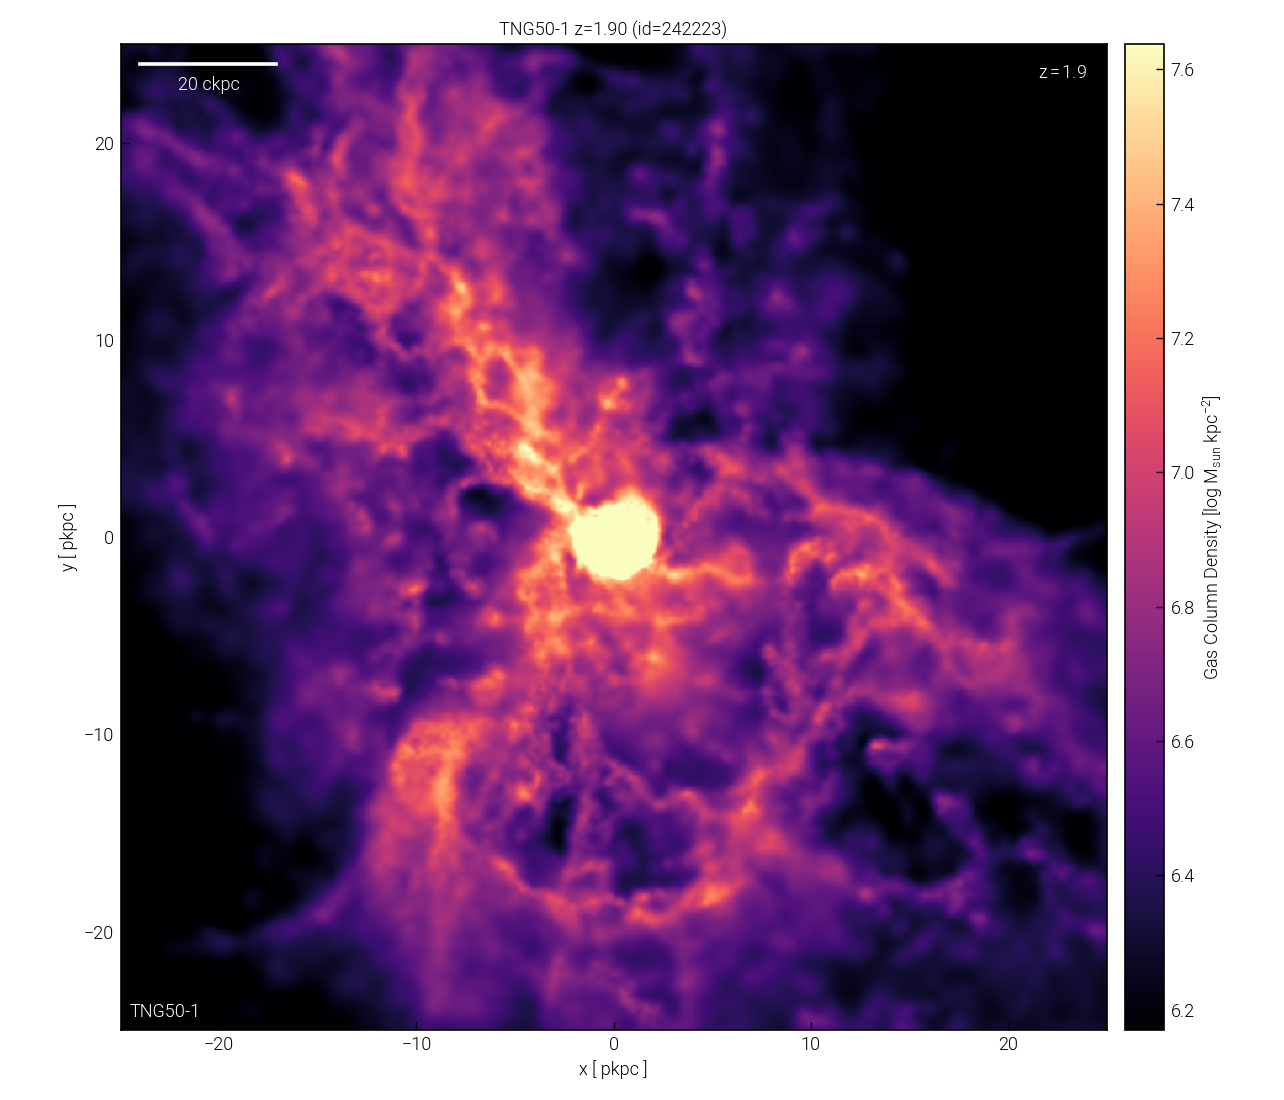 TNG50-1 z=1.90 (id=242223)
20 ckpc
z = 1.9
TNG50-1
20
10
0
−10
−20
y [ pkpc ]
−20
−10
0
10
20
x [ pkpc ]
7.6
7.4
7.2
7.0
6.8
6.6
6.4
6.2
Gas Column Density [log M_sun kpc^−2]